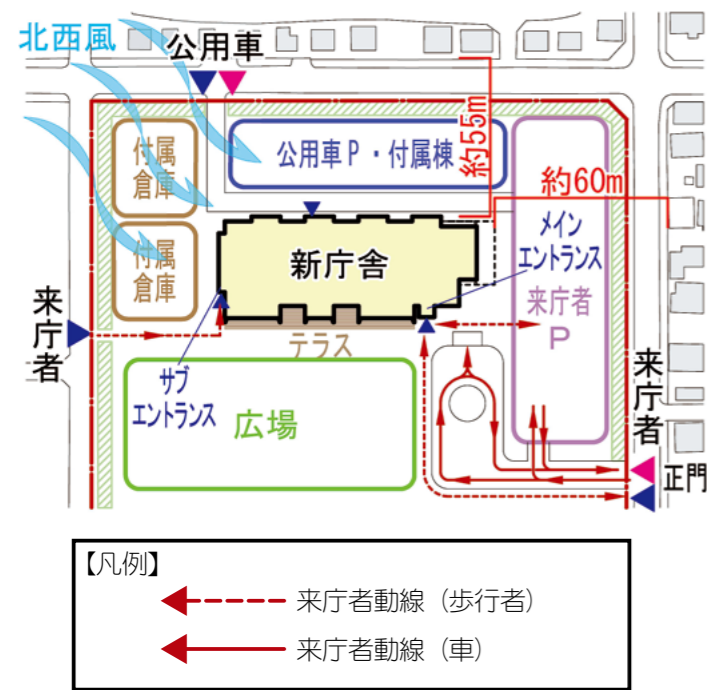 北西風
公用車
付属
倉庫
公用車P・付属棟
約55m
約60m
付属
倉庫
新庁舎
メイン
エントランス
来庁者
P
来庁者
テラス
サブ
エントランス
広場
来庁者
正門
【凡例】
来庁者動線（歩行者）
来庁者動線（車）